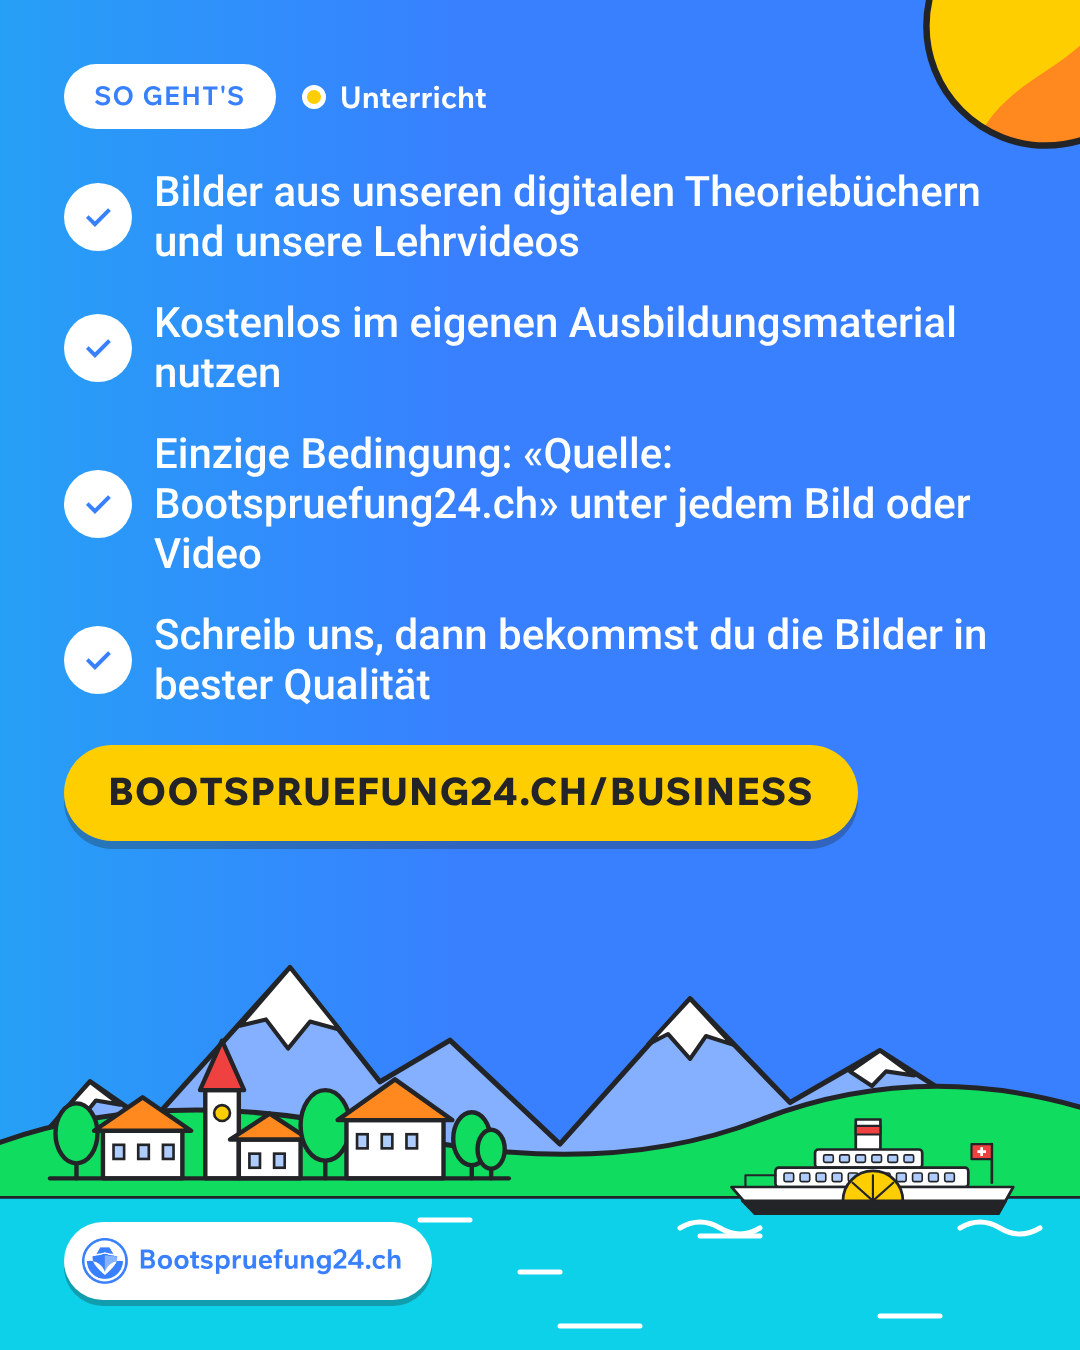 SO GEHT'S
Unterricht
Bilder aus unseren digitalen Theoriebüchern
und unsere Lehrvideos
Kostenlos im eigenen Ausbildungsmaterial
nutzen
Einzige Bedingung: «Quelle:
Bootspruefung24.ch» unter jedem Bild oder
Video
Schreib uns, dann bekommst du die Bilder in
bester Qualität
BOOTSPRUEFUNG24.CH/BUSINESS
Bootspruefung24.ch